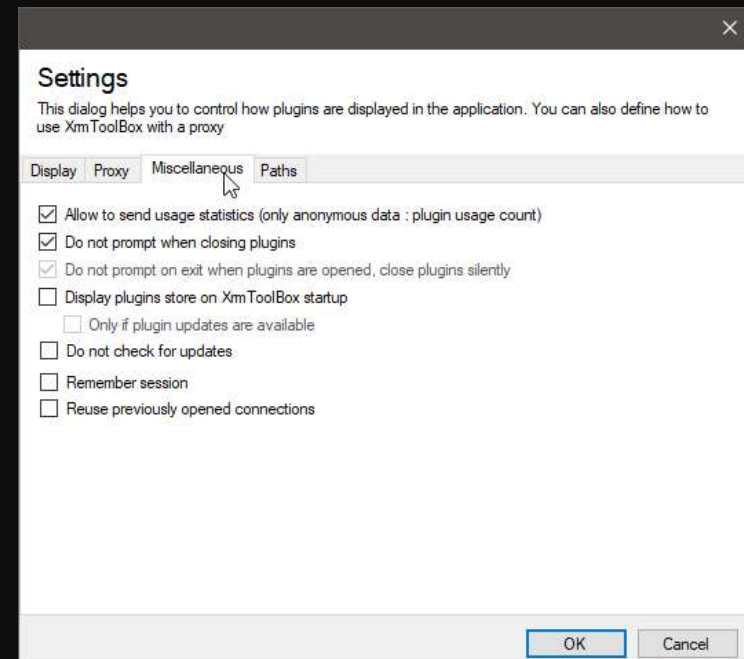 Settings
This dialog helps you to control how plugins are displayed in the application. You can also define how to
use XrmToolBox with a proxy
Display Proxy Miscellaneous Paths
Allow to send usage statistics (only anonymous data : plugin usage count)
Do not prompt when closing plugins
Do not prompt on exit when plugins are opened, close plugins silently
Display plugins store on XrmToolBox startup
Only if plugin updates are available
Do not check for updates
Remember session
Reuse previously opened connections
OK Cancel